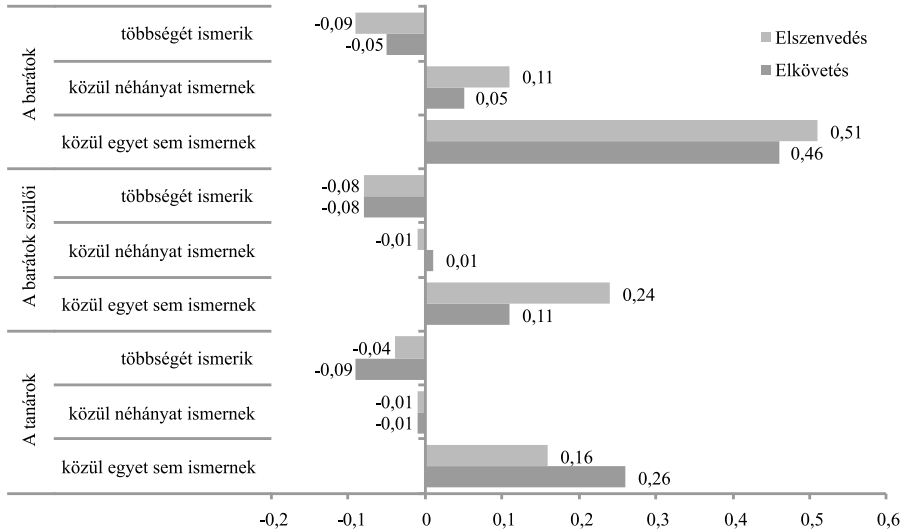 A barátok
többségét ismerik
-0,09
-0,05
közül néhányat ismernek
0,11
0,05
közül egyet sem ismernek
0,51
0,46
A barátok szülői
többségét ismerik
-0,08
-0,08
közül néhányat ismernek
-0,01
0,01
közül egyet sem ismernek
0,24
0,11
A tanárok
többségét ismerik
-0,04
-0,09
közül néhányat ismernek
-0,01
-0,01
közül egyet sem ismernek
0,16
0,26
Elszenvedés
Elkövetés
-0,2 -0,1 0 0,1 0,2 0,3 0,4 0,5 0,6